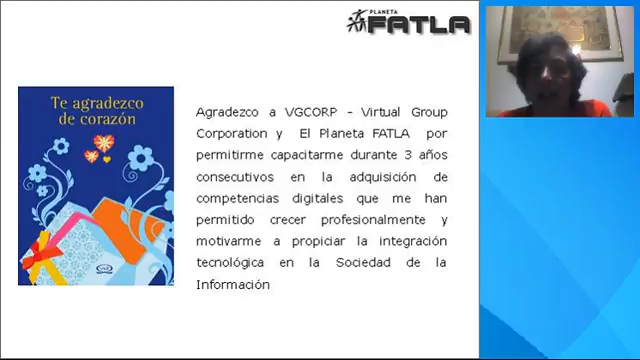 PLANETA
FATLA
Te agradezco
de corazón
Agradezco a VGCORP - Virtual Group
Corporation y El Planeta FATLA por
permitirme capacitarme durante 3 años
consecutivos en la adquisición de
competencias digitales que me han
permitido crecer profesionalmente y
motivarme a propiciar la integración
tecnológica en la Sociedad de la
Información